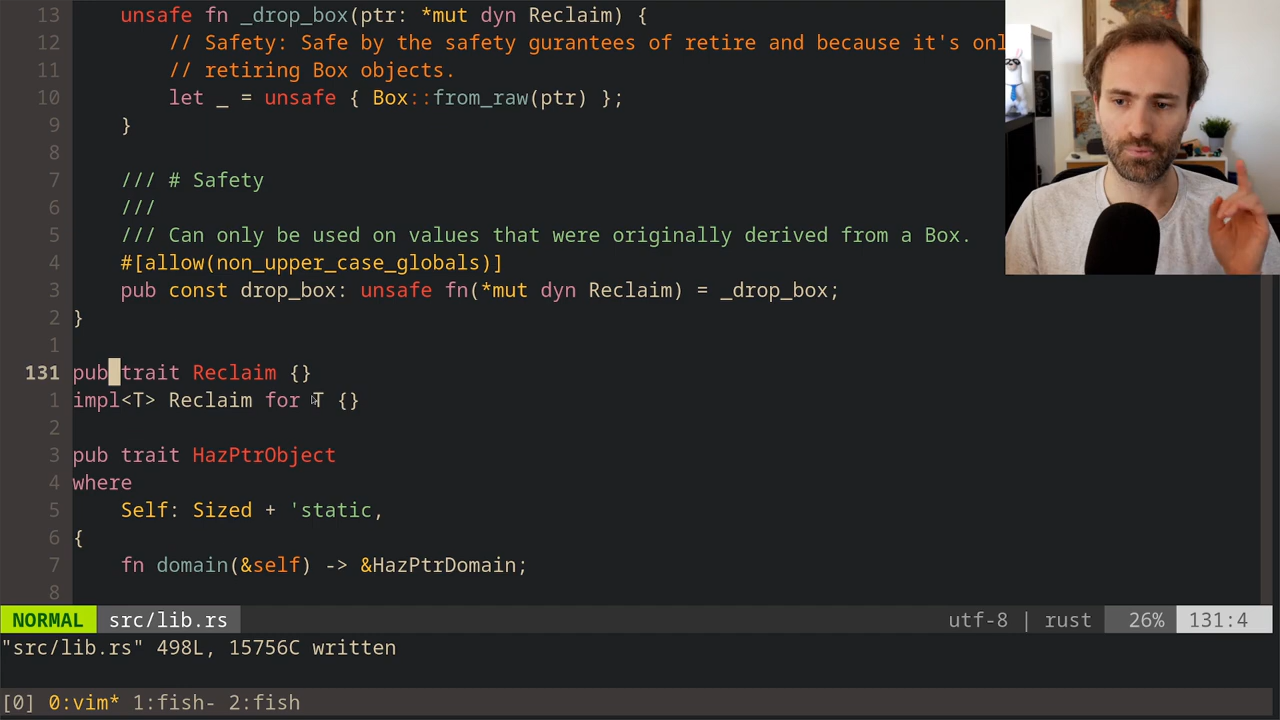 13 unsafe fn _drop_box(ptr: *mut dyn Reclaim) {
12 // Safety: Safe by the safety gurantees of retire and because it's onl
11 // retiring Box objects.
10 let _ = unsafe { Box::from_raw(ptr) };
9 }
8
7 /// # Safety
6 ///
5 /// Can only be used on values that were originally derived from a Box.
4 #[allow(non_upper_case_globals)]
3 pub const drop_box: unsafe fn(*mut dyn Reclaim) = _drop_box;
2 }
1
131 pub trait Reclaim {}
1 impl<T> Reclaim for T {}
2
3 pub trait HazPtrObject
4 where
5 Self: Sized + 'static,
6 {
7 fn domain(&self) -> &HazPtrDomain;
8
NORMAL src/lib.rs utf-8 | rust 26% 131:4
"src/lib.rs" 498L, 15756C written
[0] 0:vim* 1:fish- 2:fish